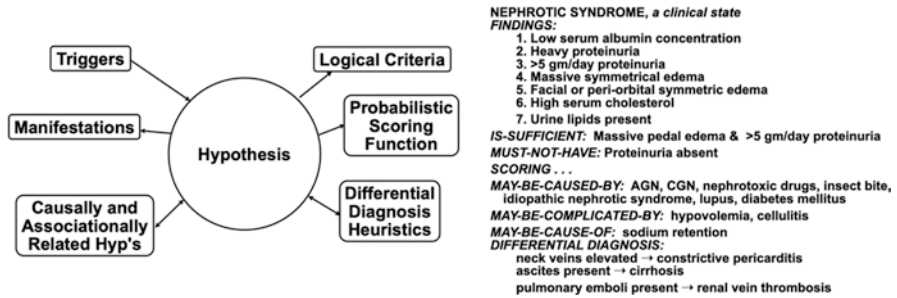 Triggers
Logical Criteria
Manifestations
Hypothesis
Probabilistic
Scoring
Function
Causally and
Associationally
Related Hyp's
Differential
Diagnosis
Heuristics
NEPHROTIC SYNDROME, a clinical state
FINDINGS:
1. Low serum albumin concentration
2. Heavy proteinuria
3. >5 gm/day proteinuria
4. Massive symmetrical edema
5. Facial or peri-orbital symmetric edema
6. High serum cholesterol
7. Urine lipids present
IS-SUFFICIENT: Massive pedal edema & >5 gm/day proteinuria
MUST-NOT-HAVE: Proteinuria absent
SCORING . . .
MAY-BE-CAUSED-BY: AGN, CGN, nephrotoxic drugs, insect bite,
idiopathic nephrotic syndrome, lupus, diabetes mellitus
MAY-BE-COMPLICATED-BY: hypovolemia, cellulitis
MAY-BE-CAUSE-OF: sodium retention
DIFFERENTIAL DIAGNOSIS:
neck veins elevated → constrictive pericarditis
ascites present → cirrhosis
pulmonary emboli present → renal vein thrombosis